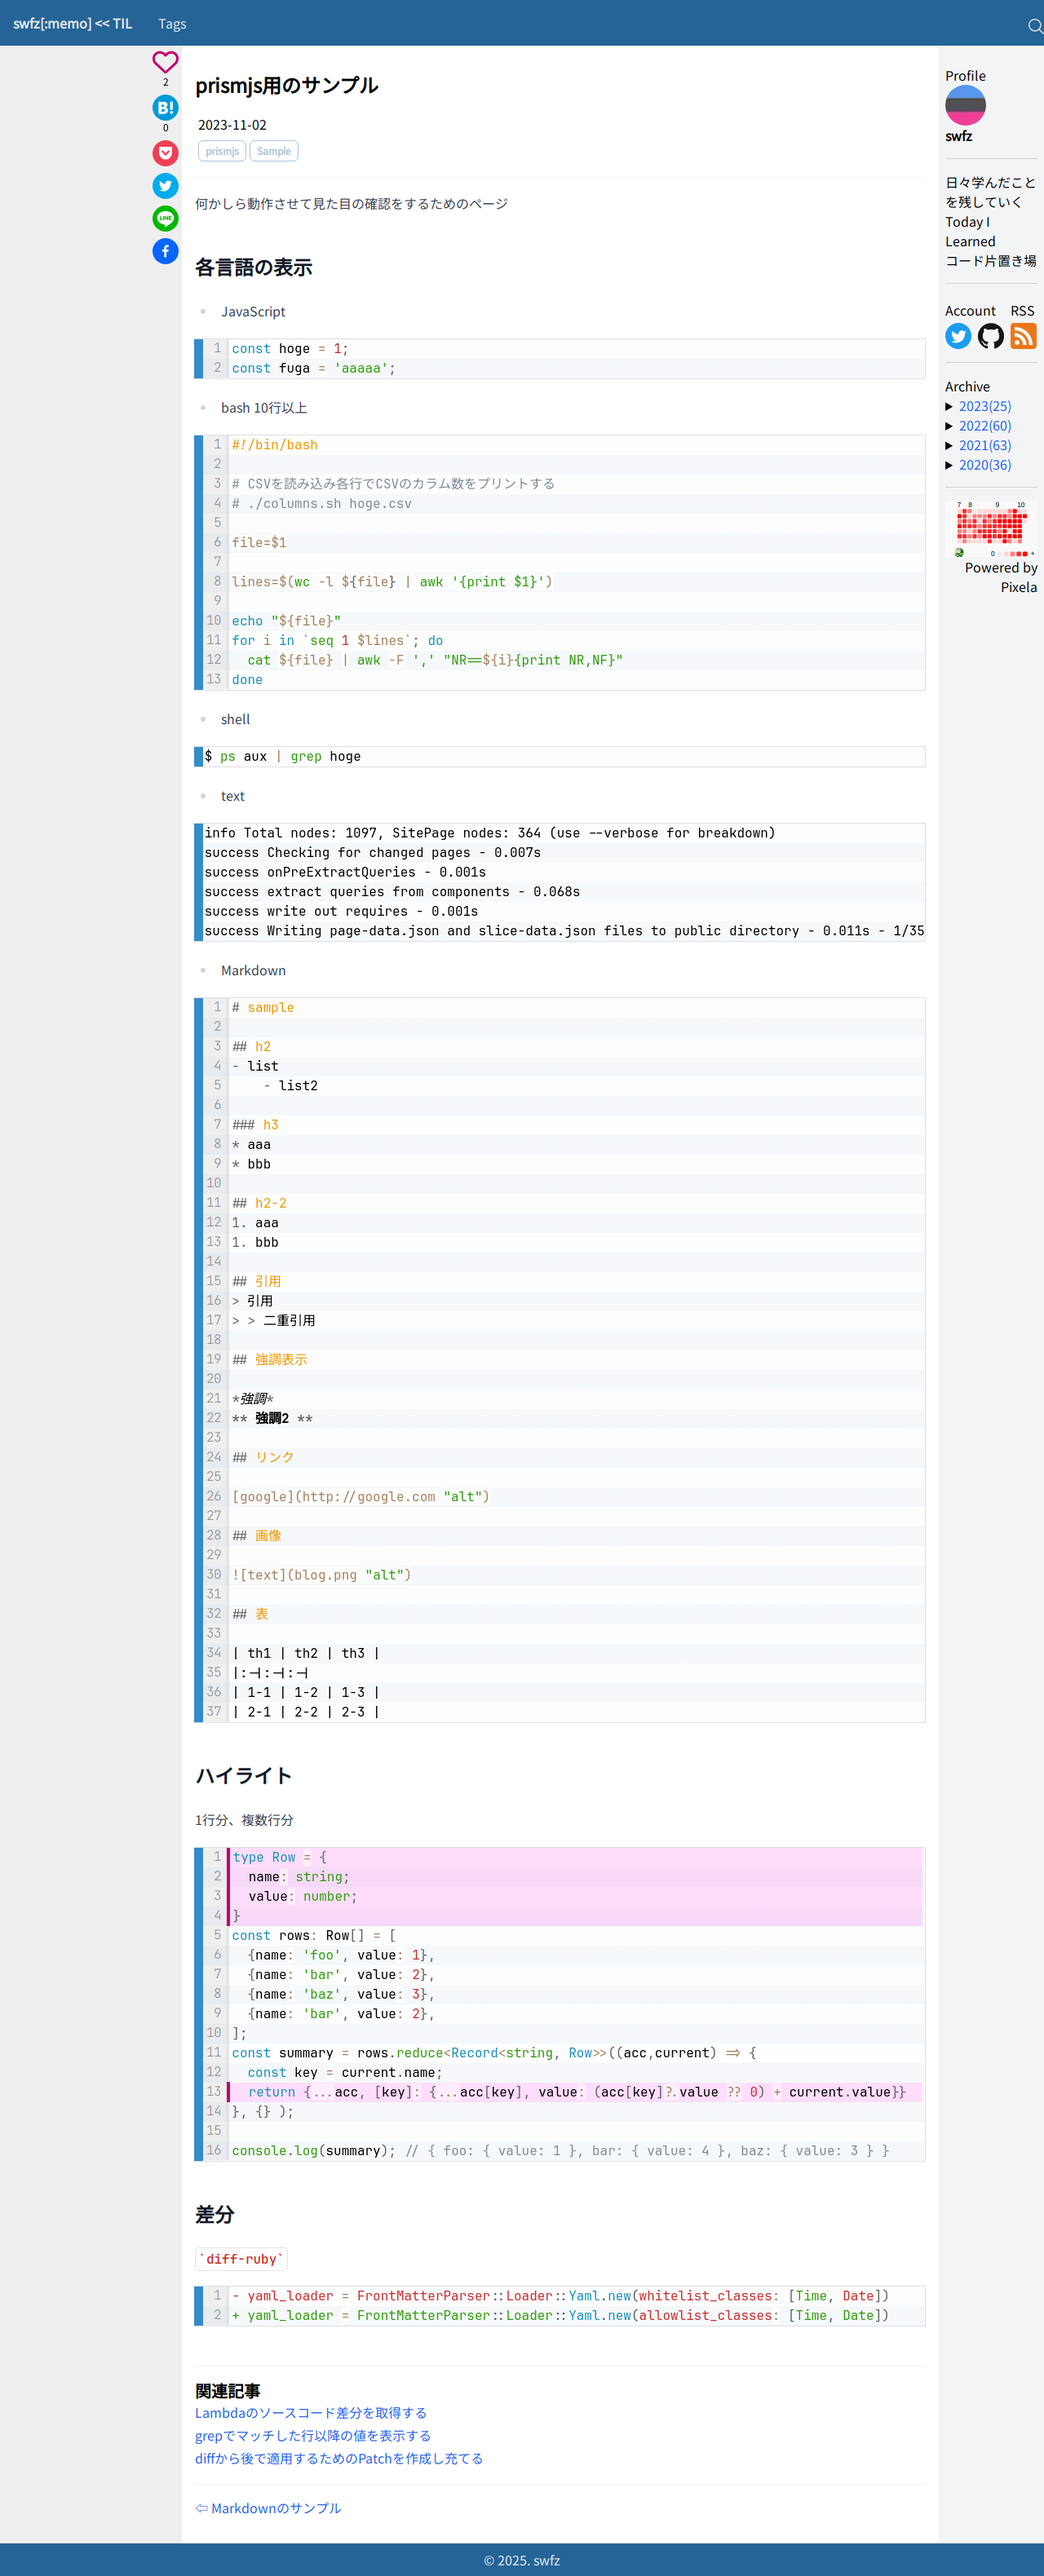 swfz[:memo] << TIL Tags
2
B!
0
LINE
prismjs用のサンプル
2023-11-02
prismjs Sample
何かしら動作させて見た目の確認をするためのページ
各言語の表示
JavaScript
1 const hoge = 1;
2 const fuga = 'aaaaa';
bash 10行以上
1 #!/bin/bash
2
3 # CSVを読み込み各行でCSVのカラム数をプリントする
4 # ./columns.sh hoge.csv
5
6 file=$1
7
8 lines=$(wc -l ${file} | awk '{print $1}')
9
10 echo "${file}"
11 for i in `seq 1 $lines`; do
12   cat ${file} | awk -F ',' "NR==${i}{print NR,NF}"
13 done
shell
$ ps aux | grep hoge
text
info Total nodes: 1097, SitePage nodes: 364 (use --verbose for breakdown)
success Checking for changed pages - 0.007s
success onPreExtractQueries - 0.001s
success extract queries from components - 0.068s
success write out requires - 0.001s
success Writing page-data.json and slice-data.json files to public directory - 0.011s - 1/35
Markdown
1 # sample
2
3 ## h2
4 - list
5     - list2
6
7 ### h3
8 * aaa
9 * bbb
10
11 ## h2-2
12 1. aaa
13 1. bbb
14
15 ## 引用
16 > 引用
17 > > 二重引用
18
19 ## 強調表示
20
21 *強調*
22 ** 強調2 **
23
24 ## リンク
25
26 [google](http://google.com "alt")
27
28 ## 画像
29
30 ![text](blog.png "alt")
31
32 ## 表
33
34 | th1 | th2 | th3 |
35 |:-|:-|:-|
36 | 1-1 | 1-2 | 1-3 |
37 | 2-1 | 2-2 | 2-3 |
ハイライト
1行分、複数行分
1 type Row = {
2   name: string;
3   value: number;
4 }
5 const rows: Row[] = [
6   {name: 'foo', value: 1},
7   {name: 'bar', value: 2},
8   {name: 'baz', value: 3},
9   {name: 'bar', value: 2},
10 ];
11 const summary = rows.reduce<Record<string, Row>>((acc,current) => {
12   const key = current.name;
13   return {...acc, [key]: {...acc[key], value: (acc[key]?.value ?? 0) + current.value}}
14 }, {} );
15
16 console.log(summary); // { foo: { value: 1 }, bar: { value: 4 }, baz: { value: 3 } }
差分
`diff-ruby`
1 - yaml_loader = FrontMatterParser::Loader::Yaml.new(whitelist_classes: [Time, Date])
2 + yaml_loader = FrontMatterParser::Loader::Yaml.new(allowlist_classes: [Time, Date])
関連記事
Lambdaのソースコード差分を取得する
grepでマッチした行以降の値を表示する
diffから後で適用するためのPatchを作成し充てる
⇦ Markdownのサンプル
Profile
swfz
日々学んだこと
を残していく
Today I
Learned
コード片置き場
Account RSS
Archive
2023(25)
2022(60)
2021(63)
2020(36)
7 8 9 10
0 +
Powered by
Pixela
© 2025. swfz